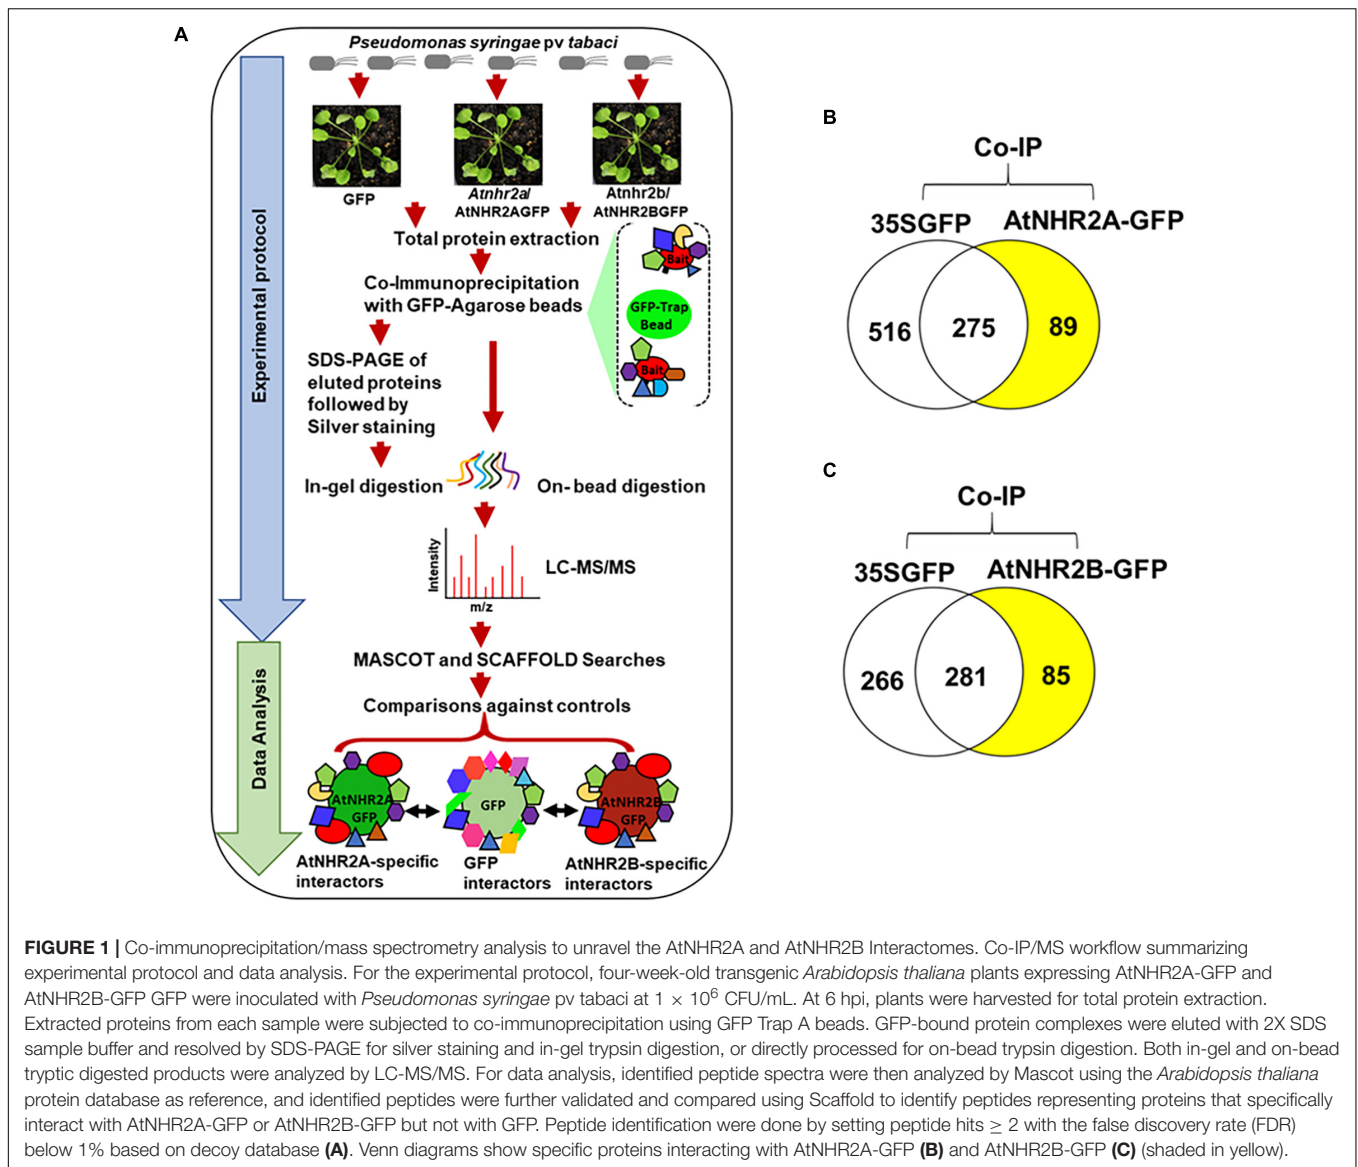 A
Pseudomonas syringae pv tabaci
GFP
Atnhr2a/
AtNHR2AGFP
Atnhr2b/
AtNHR2BGFP
Total protein extraction
Co-Immunoprecipitation
with GFP-Agarose beads
Bait
GFP-Trap
Bead
Bait
SDS-PAGE of
eluted proteins
followed by
Silver staining
In-gel digestion
On- bead digestion
Intensity
m/z
LC-MS/MS
MASCOT and SCAFFOLD Searches
Comparisons against controls
AtNHR2A
GFP
GFP
AtNHR2B
GFP
AtNHR2A-specific
interactors
GFP
interactors
AtNHR2B-specific
interactors
Experimental protocol
Data Analysis
B
Co-IP
35SGFP
AtNHR2A-GFP
516
275
89
C
Co-IP
35SGFP
AtNHR2B-GFP
266
281
85
FIGURE 1 | Co-immunoprecipitation/mass spectrometry analysis to unravel the AtNHR2A and AtNHR2B Interactomes. Co-IP/MS workflow summarizing
experimental protocol and data analysis. For the experimental protocol, four-week-old transgenic Arabidopsis thaliana plants expressing AtNHR2A-GFP and
AtNHR2B-GFP GFP were inoculated with Pseudomonas syringae pv tabaci at 1 × 10⁶ CFU/mL. At 6 hpi, plants were harvested for total protein extraction.
Extracted proteins from each sample were subjected to co-immunoprecipitation using GFP Trap A beads. GFP-bound protein complexes were eluted with 2X SDS
sample buffer and resolved by SDS-PAGE for silver staining and in-gel trypsin digestion, or directly processed for on-bead trypsin digestion. Both in-gel and on-bead
tryptic digested products were analyzed by LC-MS/MS. For data analysis, identified peptide spectra were then analyzed by Mascot using the Arabidopsis thaliana
protein database as reference, and identified peptides were further validated and compared using Scaffold to identify peptides representing proteins that specifically
interact with AtNHR2A-GFP or AtNHR2B-GFP but not with GFP. Peptide identification were done by setting peptide hits ≥ 2 with the false discovery rate (FDR)
below 1% based on decoy database (A). Venn diagrams show specific proteins interacting with AtNHR2A-GFP (B) and AtNHR2B-GFP (C) (shaded in yellow).